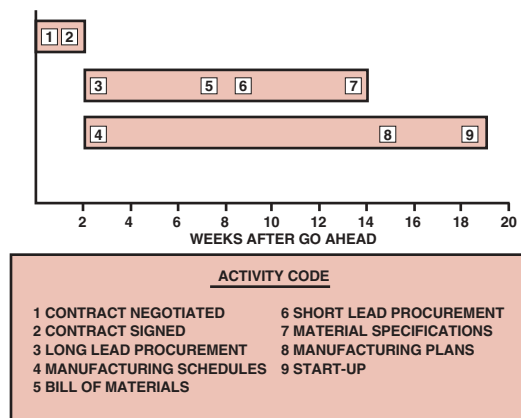 1 2
3 5 6 7
4 8 9
2 4 6 8 10 12 14 16 18 20
WEEKS AFTER GO AHEAD
ACTIVITY CODE
1 CONTRACT NEGOTIATED
2 CONTRACT SIGNED
3 LONG LEAD PROCUREMENT
4 MANUFACTURING SCHEDULES
5 BILL OF MATERIALS
6 SHORT LEAD PROCUREMENT
7 MATERIAL SPECIFICATIONS
8 MANUFACTURING PLANS
9 START-UP